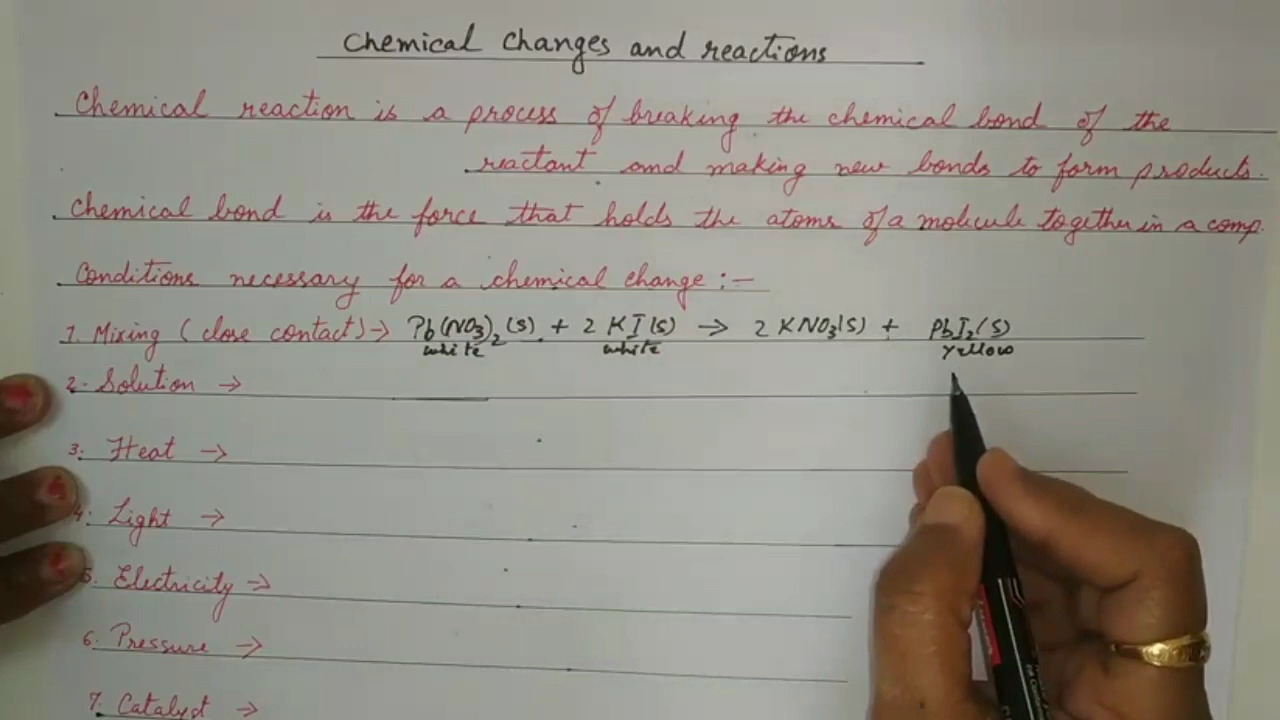 Chemical Changes and reactions
Chemical reaction is a process of breaking the chemical bond of the
reactant and making new bonds to form products.
Chemical bond is the force that holds the atoms of a molecule together in a comp.
Conditions necessary for a chemical change :-
1. Mixing (close contact) → Pb(NO₃)₂(s) + 2 KI(s) → 2 KNO₃(s) + PbI₂(s)
white white yellow
2. Solution →
3. Heat →
4. Light →
5. Electricity →
6. Pressure →
7. Catalyst →